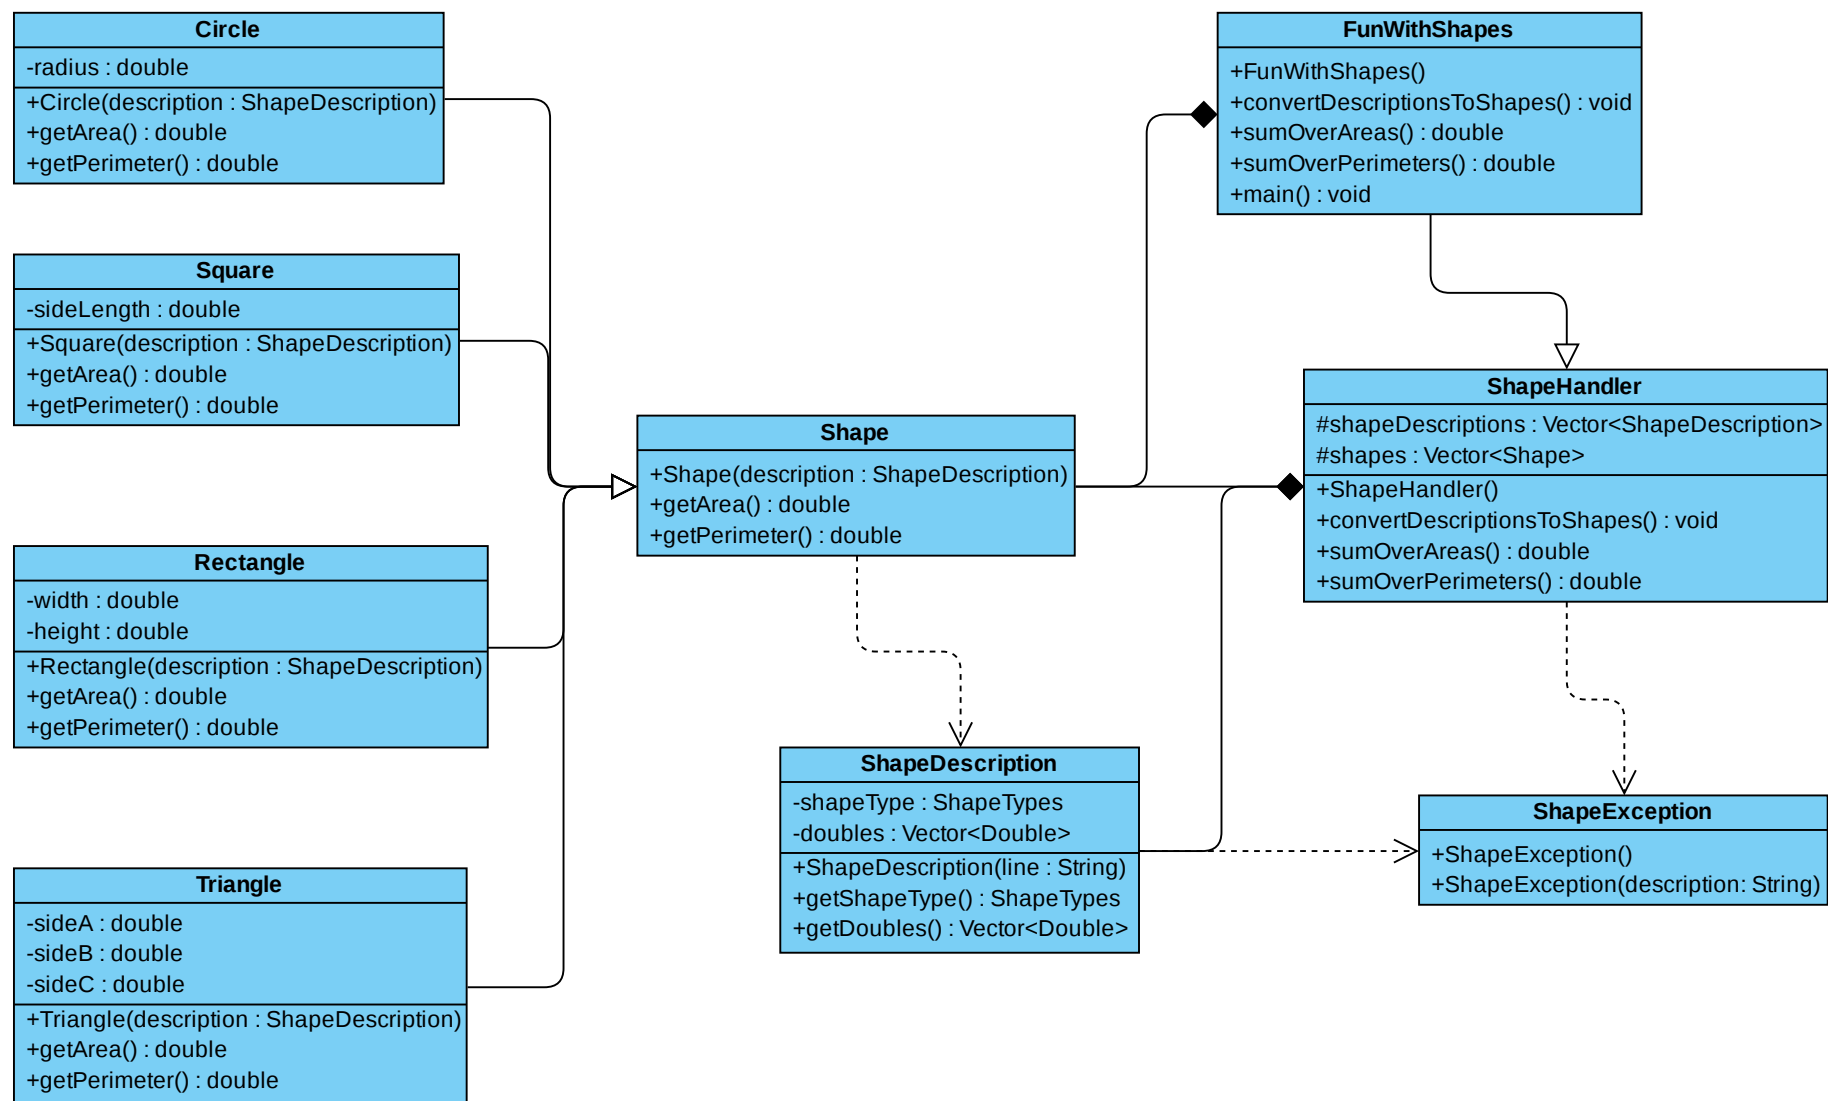 Circle
-radius : double
+Circle(description : ShapeDescription)
+getArea() : double
+getPerimeter() : double
Square
-sideLength : double
+Square(description : ShapeDescription)
+getArea() : double
+getPerimeter() : double
Rectangle
-width : double
-height : double
+Rectangle(description : ShapeDescription)
+getArea() : double
+getPerimeter() : double
Triangle
-sideA : double
-sideB : double
-sideC : double
+Triangle(description : ShapeDescription)
+getArea() : double
+getPerimeter() : double
Shape
+Shape(description : ShapeDescription)
+getArea() : double
+getPerimeter() : double
ShapeDescription
-shapeType : ShapeTypes
-doubles : Vector<Double>
+ShapeDescription(line : String)
+getShapeType() : ShapeTypes
+getDoubles() : Vector<Double>
FunWithShapes
+FunWithShapes()
+convertDescriptionsToShapes() : void
+sumOverAreas() : double
+sumOverPerimeters() : double
+main() : void
ShapeHandler
#shapeDescriptions : Vector<ShapeDescription>
#shapes : Vector<Shape>
+ShapeHandler()
+convertDescriptionsToShapes() : void
+sumOverAreas() : double
+sumOverPerimeters() : double
ShapeException
+ShapeException()
+ShapeException(description: String)